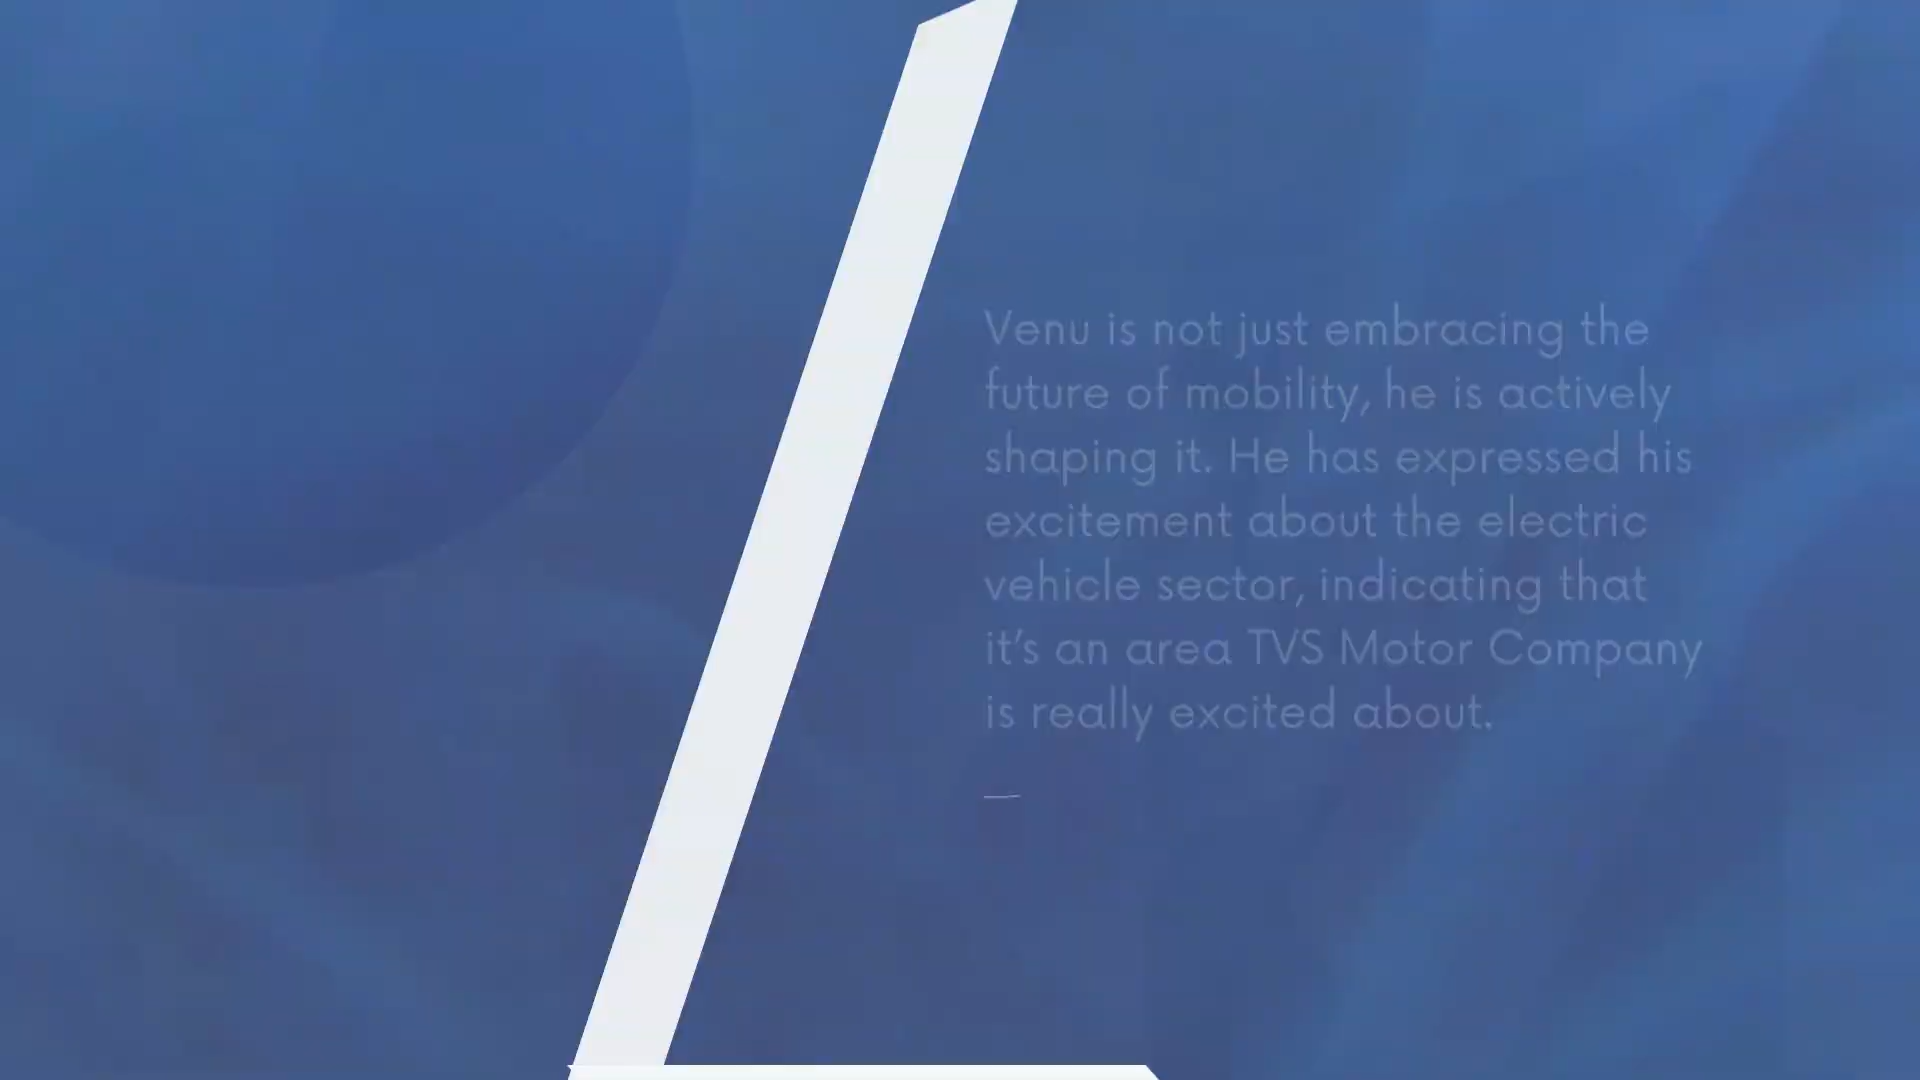 Venu is not just embracing the
future of mobility, he is actively
shaping it. He has expressed his
excitement about the electric
vehicle sector, indicating that
it’s an area TVS Motor Company
is really excited about.